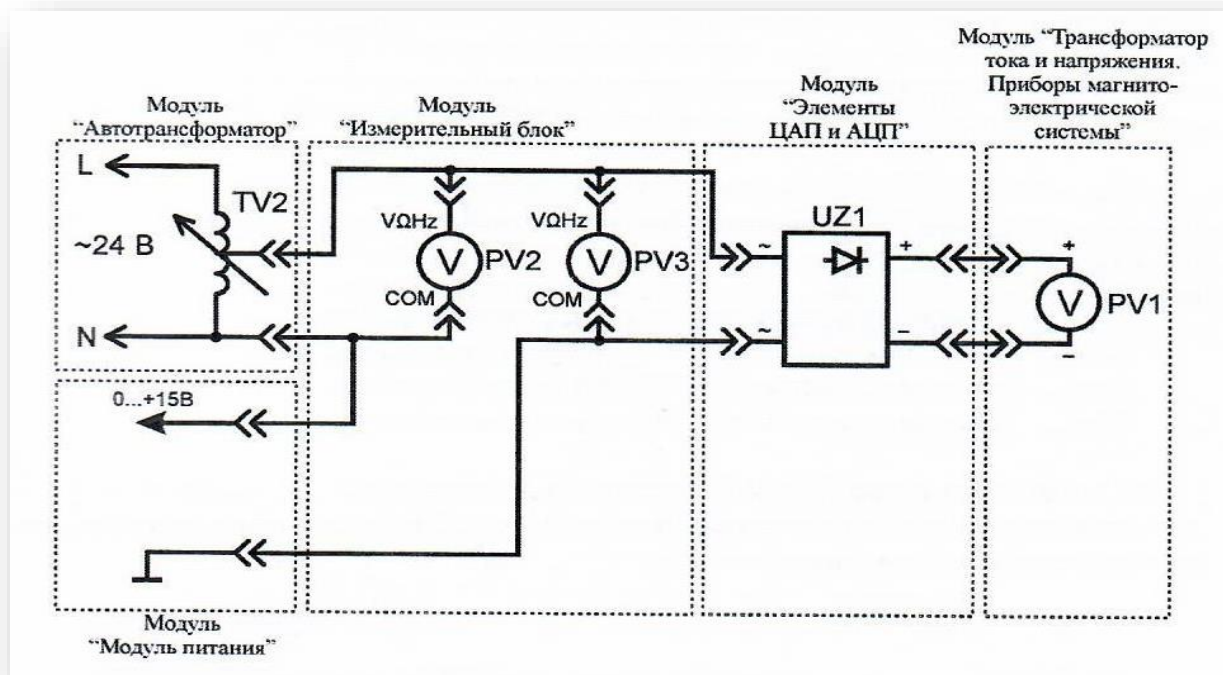 Модуль “Трансформатор
тока и напряжения.
Приборы магнито-
электрической
системы”
Модуль
“Элементы
ЦАП и АЦП”
Модуль
“Измерительный блок”
Модуль
“Автотрансформатор”
L
TV2
~24 В
N
VΩHz
V
PV2
COM
VΩHz
V
PV3
COM
UZ1
~
+
~
–
+
V
PV1
–
0...+15В
Модуль
“Модуль питания”